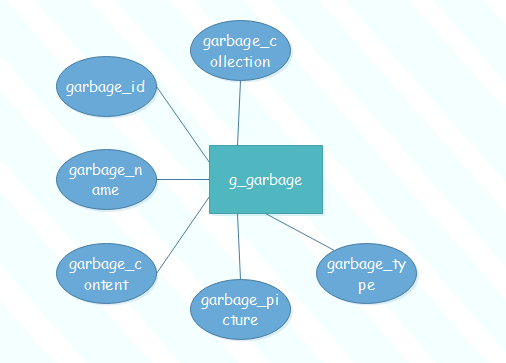 garbage_c
ollection
garbage_id
garbage_n
ame
g_garbage
garbage_c
ontent
garbage_ty
pe
garbage_pi
cture